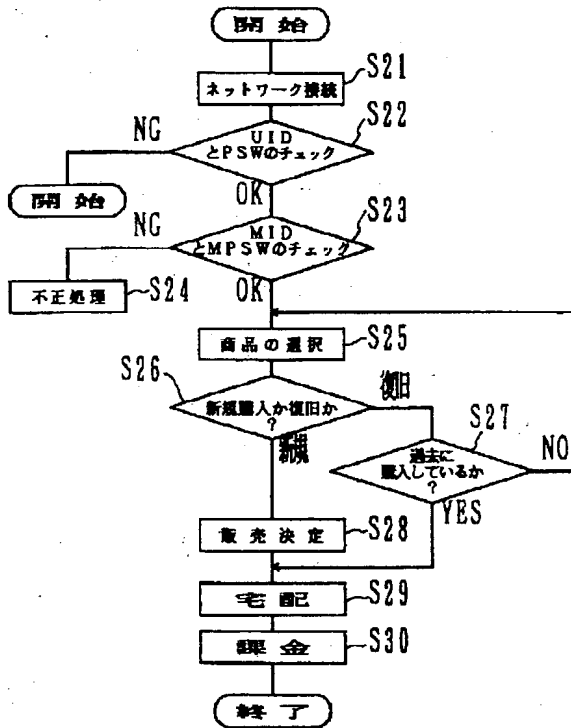 開始
S21
ネットワーク接続
S22
NG
UID
とPSWのチェック
開始
OK
S23
NG
MID
とMPSWのチェック
不正処理
S24
OK
商品の選択
S25
S26
復旧
新規購入か復旧か
?
S27
新規
過去に
購入しているか
?
NO
YES
販売決定
S28
宅配
S29
課金
S30
終了